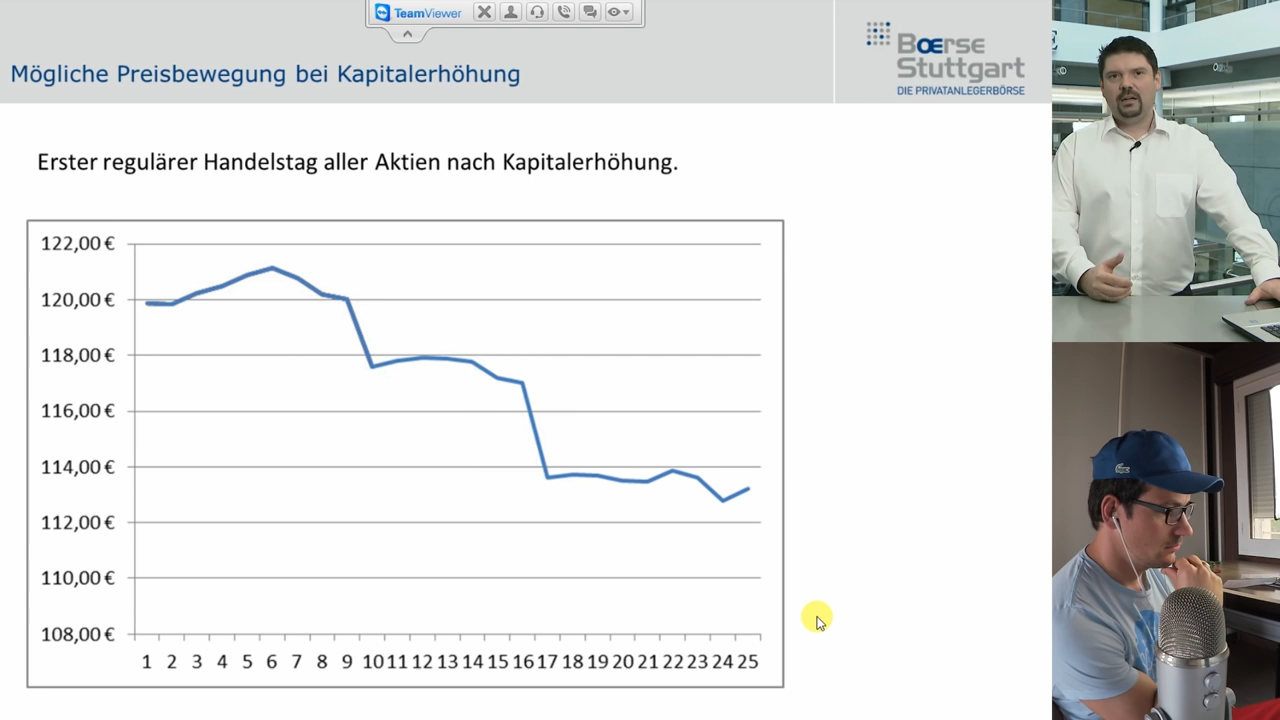 TeamViewer
Mögliche Preisbewegung bei Kapitalerhöhung
Boerse
Stuttgart
DIE PRIVATANLEGERBÖRSE
Erster regulärer Handelstag aller Aktien nach Kapitalerhöhung.
122,00 €
120,00 €
118,00 €
116,00 €
114,00 €
112,00 €
110,00 €
108,00 €
1 2 3 4 5 6 7 8 9 10 11 12 13 14 15 16 17 18 19 20 21 22 23 24 25